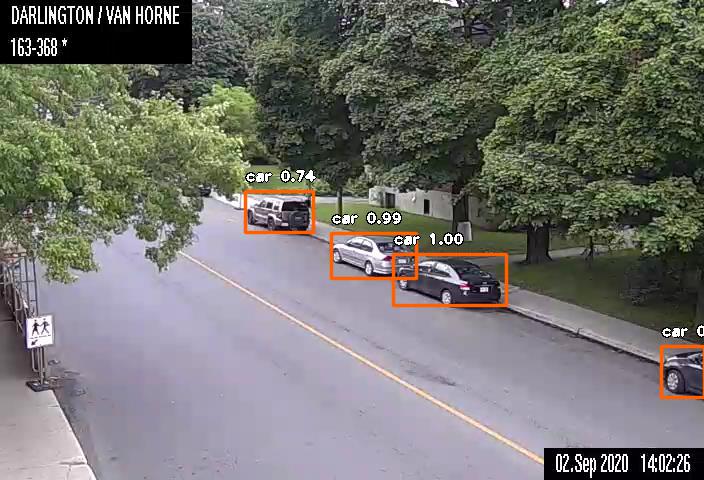 DARLINGTON / VAN HORNE
163-368 *
car 0.74
car 0.99
car 1.00
car
02.Sep 2020 14:02:26